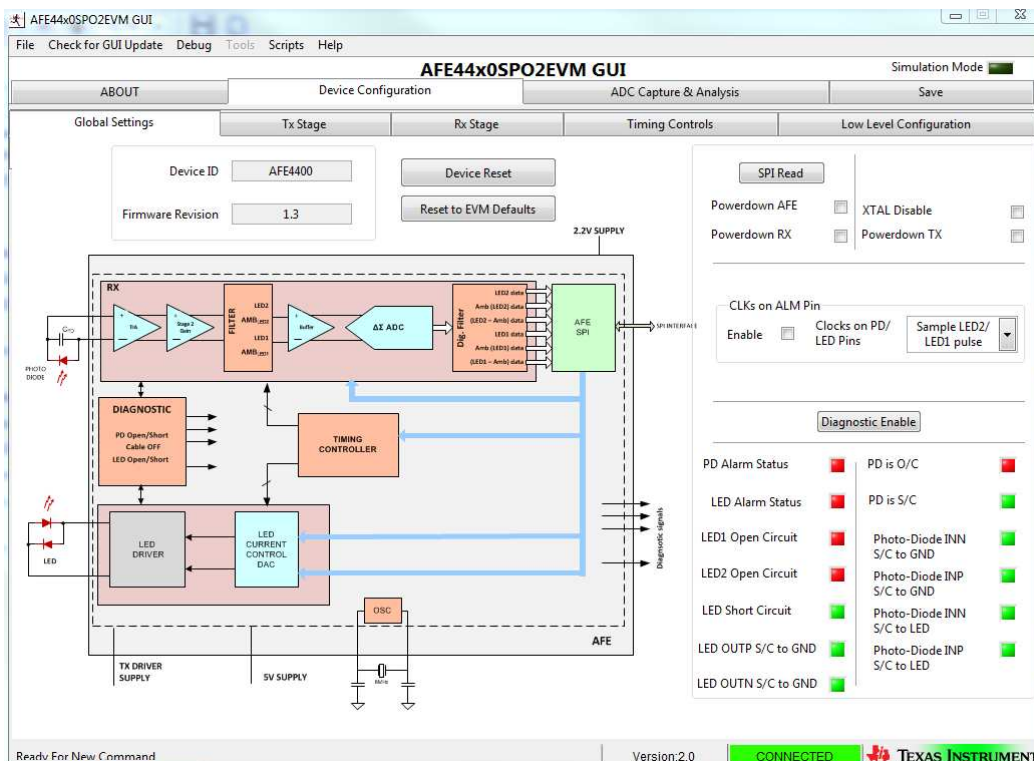 AFE44x0SPO2EVM GUI
File Check for GUI Update Debug Tools Scripts Help
AFE44x0SPO2EVM GUI
Simulation Mode
ABOUT Device Configuration ADC Capture & Analysis Save
Global Settings Tx Stage Rx Stage Timing Controls Low Level Configuration
Device ID AFE4400
Firmware Revision 1.3
Device Reset
Reset to EVM Defaults
SPI Read
Powerdown AFE
XTAL Disable
Powerdown RX
Powerdown TX
2.2V SUPPLY
RX
TIA
Stage 2
Gain
FILTER
LED2
AMB LED2
LED1
AMB LED1
Buffer
ΔΣ ADC
Dig. Filter
LED2 data
Amb (LED2) data
(LED2 – Amb) data
LED1 data
Amb (LED1) data
(LED1 – Amb) data
AFE
SPI
SPI INTERFACE
PHOTO
DIODE
DIAGNOSTIC
PD Open/Short
Cable OFF
LED Open/Short
TIMING
CONTROLLER
LED
LED
DRIVER
LED
CURRENT
CONTROL
DAC
Diagnostic signals
OSC
AFE
TX DRIVER
SUPPLY
5V SUPPLY
8MHz
CLKs on ALM Pin
Enable
Clocks on PD/
LED Pins
Sample LED2/
LED1 pulse
Diagnostic Enable
PD Alarm Status
PD is O/C
LED Alarm Status
PD is S/C
LED1 Open Circuit
Photo-Diode INN
S/C to GND
LED2 Open Circuit
Photo-Diode INP
S/C to GND
LED Short Circuit
Photo-Diode INN
S/C to LED
LED OUTP S/C to GND
Photo-Diode INP
S/C to LED
LED OUTN S/C to GND
Ready For New Command
Version:2.0
CONNECTED
TEXAS INSTRUMENT